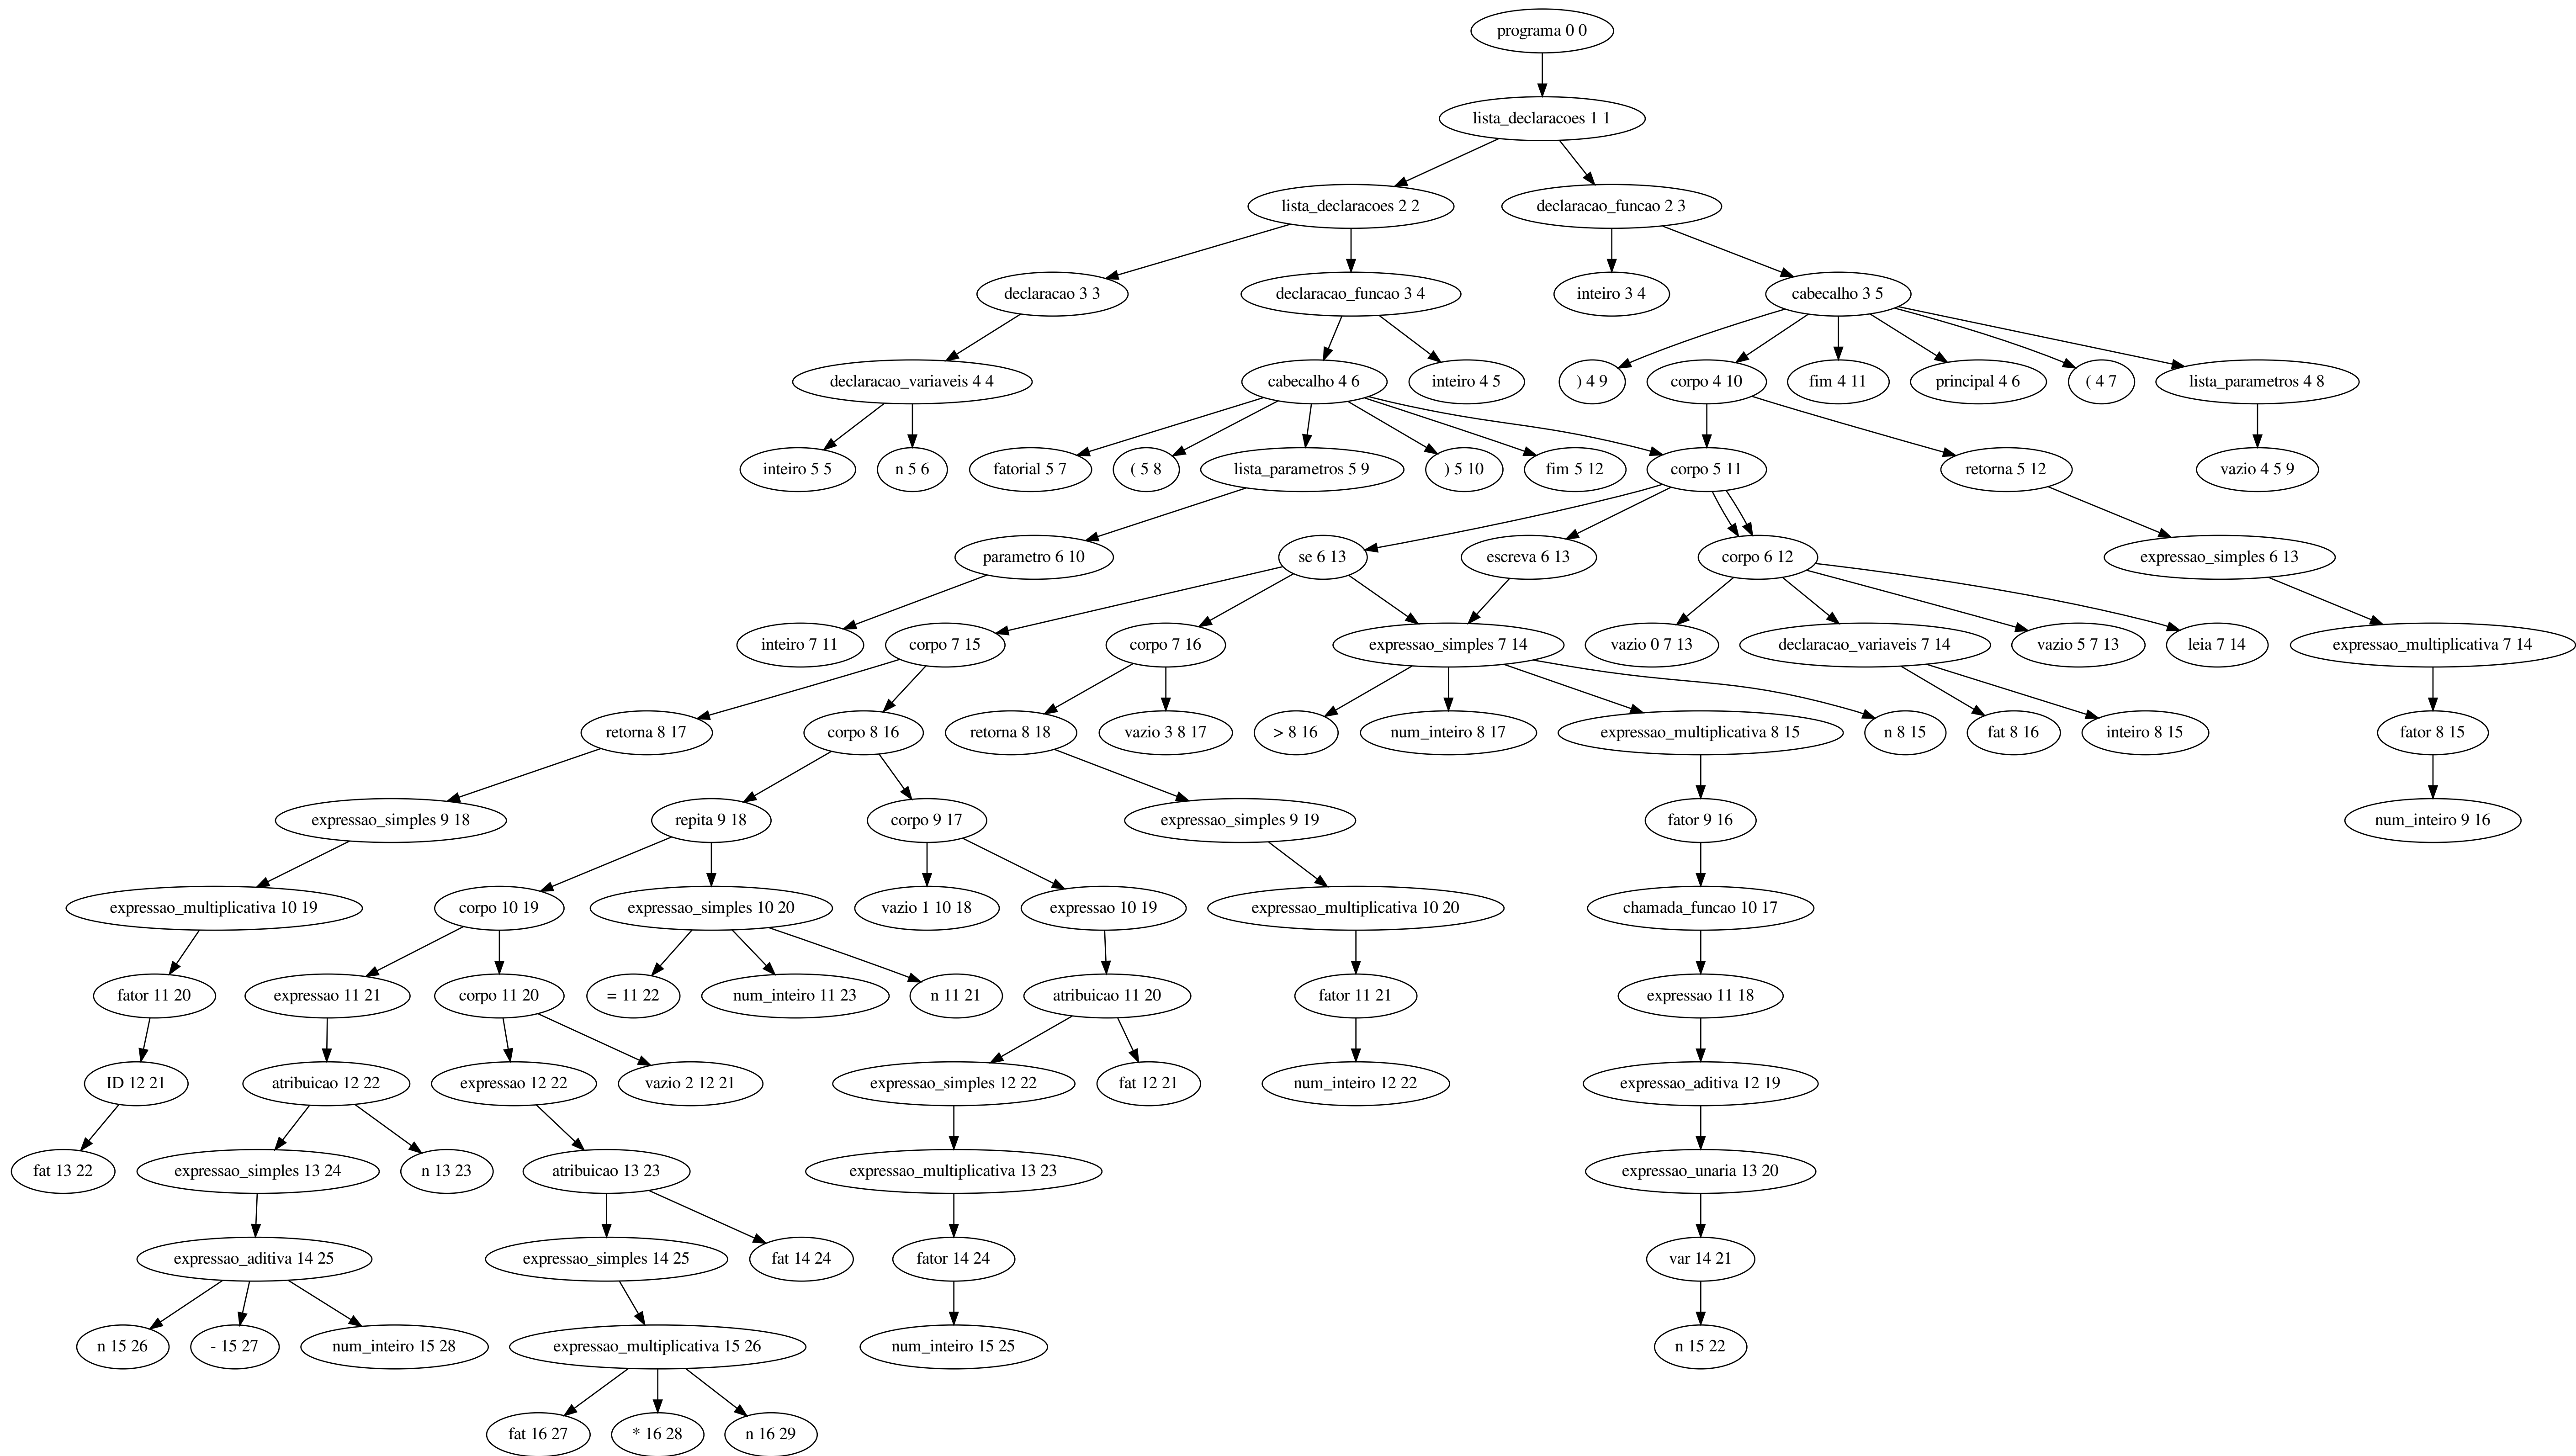 programa 0 0
lista_declaracoes 1 1
lista_declaracoes 2 2
declaracao_funcao 2 3
declaracao 3 3
declaracao_funcao 3 4
inteiro 3 4
cabecalho 3 5
declaracao_variaveis 4 4
cabecalho 4 6
inteiro 4 5
) 4 9
corpo 4 10
fim 4 11
principal 4 6
( 4 7
lista_parametros 4 8
inteiro 5 5
n 5 6
fatorial 5 7
( 5 8
lista_parametros 5 9
) 5 10
fim 5 12
corpo 5 11
retorna 5 12
vazio 4 5 9
parametro 6 10
se 6 13
escreva 6 13
corpo 6 12
expressao_simples 6 13
inteiro 7 11
corpo 7 15
corpo 7 16
expressao_simples 7 14
vazio 0 7 13
declaracao_variaveis 7 14
vazio 5 7 13
leia 7 14
expressao_multiplicativa 7 14
retorna 8 17
corpo 8 16
retorna 8 18
vazio 3 8 17
> 8 16
num_inteiro 8 17
expressao_multiplicativa 8 15
n 8 15
fat 8 16
inteiro 8 15
fator 8 15
expressao_simples 9 18
repita 9 18
corpo 9 17
expressao_simples 9 19
fator 9 16
num_inteiro 9 16
expressao_multiplicativa 10 19
corpo 10 19
expressao_simples 10 20
vazio 1 10 18
expressao 10 19
expressao_multiplicativa 10 20
chamada_funcao 10 17
fator 11 20
expressao 11 21
corpo 11 20
= 11 22
num_inteiro 11 23
n 11 21
atribuicao 11 20
fator 11 21
expressao 11 18
ID 12 21
atribuicao 12 22
expressao 12 22
vazio 2 12 21
expressao_simples 12 22
fat 12 21
num_inteiro 12 22
expressao_aditiva 12 19
fat 13 22
expressao_simples 13 24
n 13 23
atribuicao 13 23
expressao_multiplicativa 13 23
expressao_unaria 13 20
expressao_aditiva 14 25
expressao_simples 14 25
fat 14 24
fator 14 24
var 14 21
n 15 26
- 15 27
num_inteiro 15 28
expressao_multiplicativa 15 26
num_inteiro 15 25
n 15 22
fat 16 27
* 16 28
n 16 29